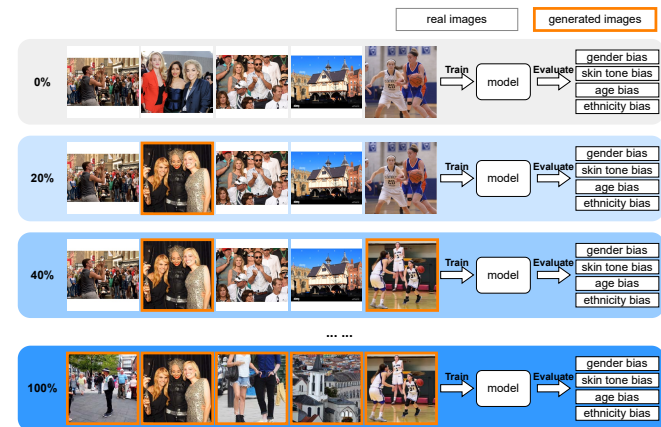 real images
generated images
0%
Train
model
Evaluate
gender bias
skin tone bias
age bias
ethnicity bias
20%
Train
model
Evaluate
gender bias
skin tone bias
age bias
ethnicity bias
40%
Train
model
Evaluate
gender bias
skin tone bias
age bias
ethnicity bias
... ...
100%
Train
model
Evaluate
gender bias
skin tone bias
age bias
ethnicity bias